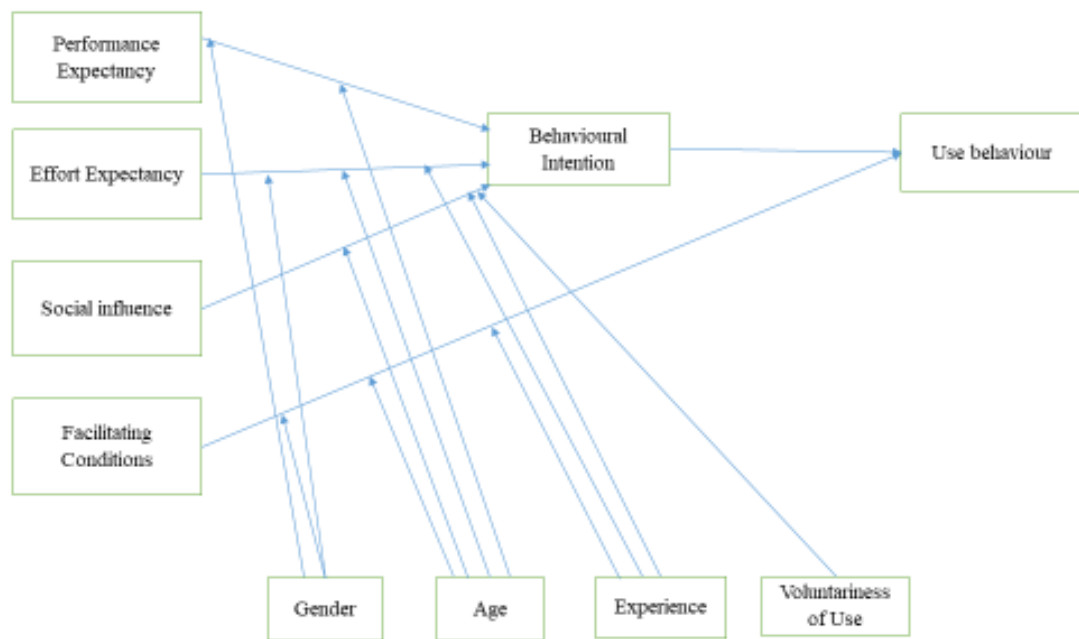 Performance
Expectancy
Effort Expectancy
Social influence
Facilitating
Conditions
Behavioural
Intention
Use behaviour
Gender
Age
Experience
Voluntariness
of Use